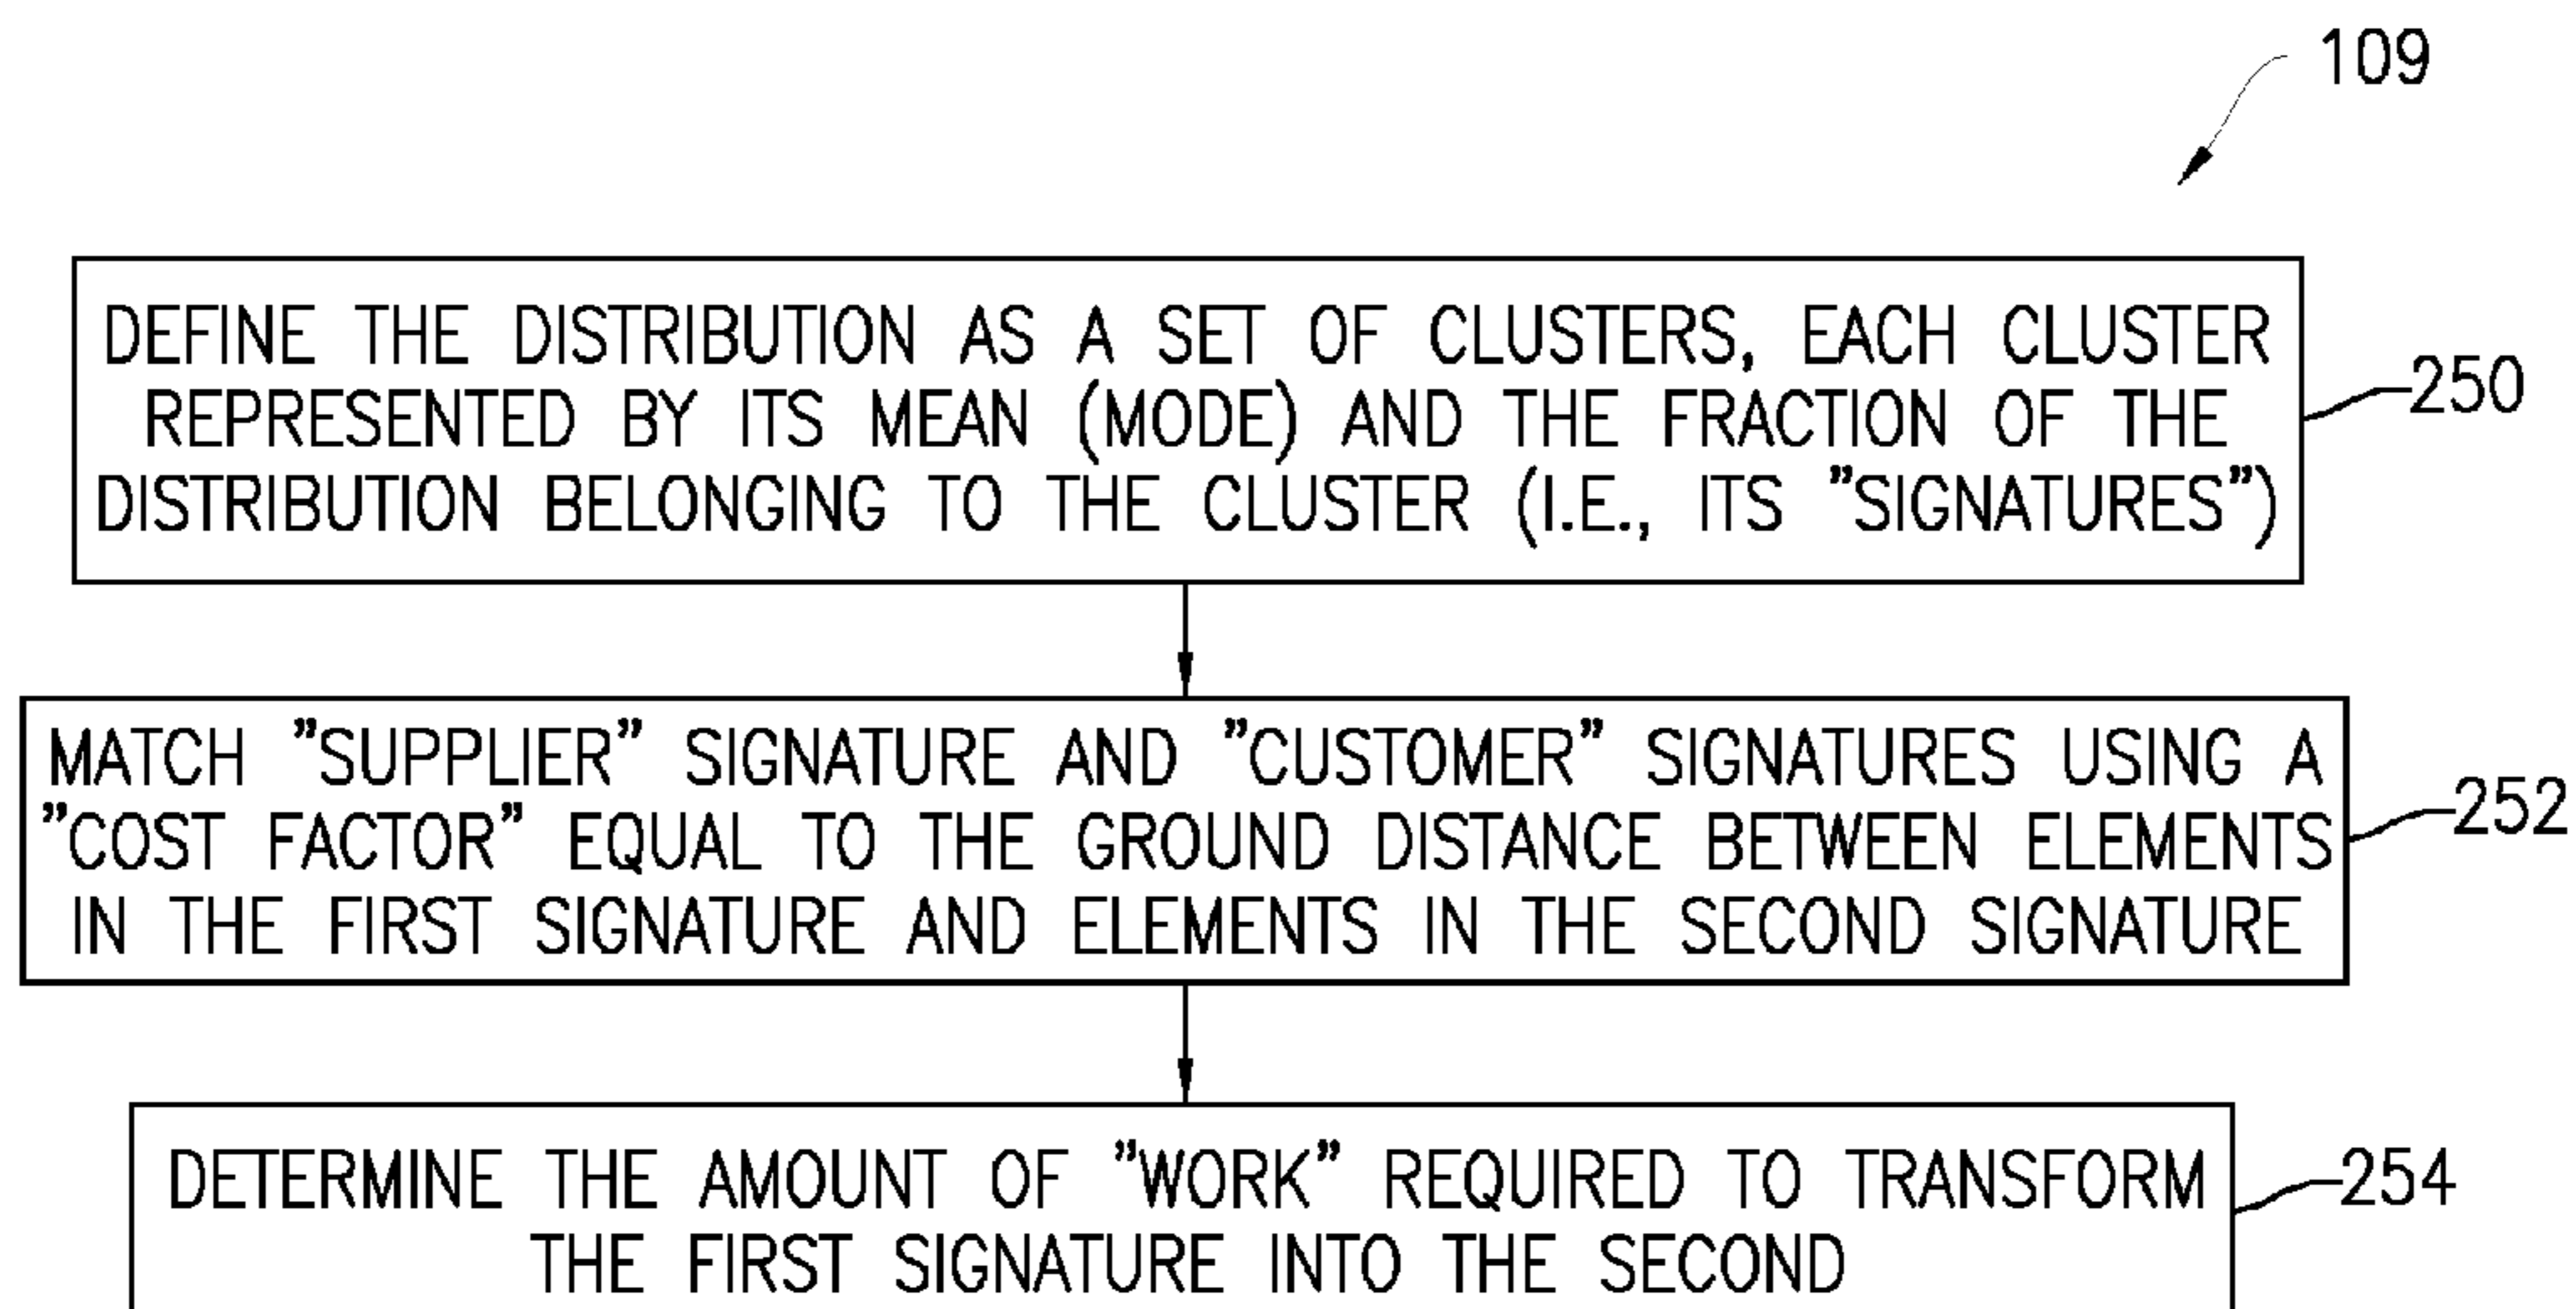 109
DEFINE THE DISTRIBUTION AS A SET OF CLUSTERS, EACH CLUSTER
REPRESENTED BY ITS MEAN (MODE) AND THE FRACTION OF THE
DISTRIBUTION BELONGING TO THE CLUSTER (I.E., ITS "SIGNATURES")
250
MATCH "SUPPLIER" SIGNATURE AND "CUSTOMER" SIGNATURES USING A
"COST FACTOR" EQUAL TO THE GROUND DISTANCE BETWEEN ELEMENTS
IN THE FIRST SIGNATURE AND ELEMENTS IN THE SECOND SIGNATURE
252
DETERMINE THE AMOUNT OF "WORK" REQUIRED TO TRANSFORM
THE FIRST SIGNATURE INTO THE SECOND
254